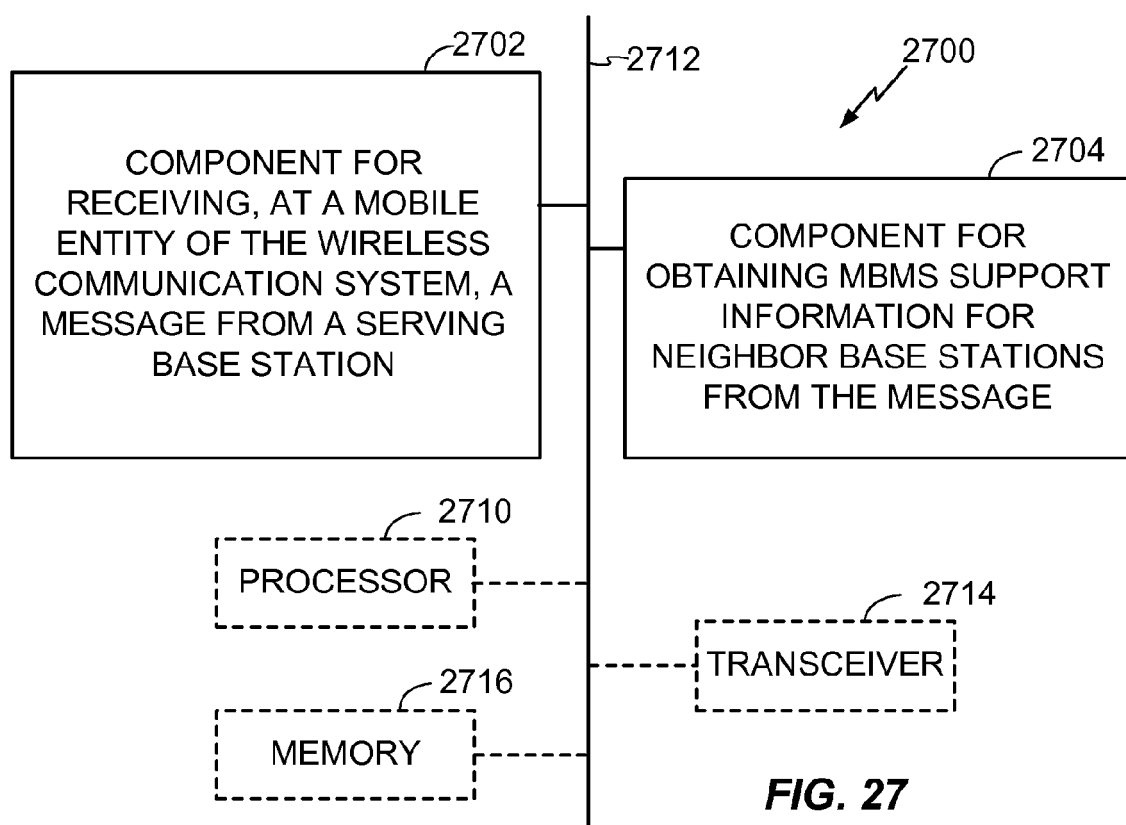 2702
2712
2700
COMPONENT FOR
RECEIVING, AT A MOBILE
ENTITY OF THE WIRELESS
COMMUNICATION SYSTEM, A
MESSAGE FROM A SERVING
BASE STATION
2704
COMPONENT FOR
OBTAINING MBMS SUPPORT
INFORMATION FOR
NEIGHBOR BASE STATIONS
FROM THE MESSAGE
2710
PROCESSOR
2714
TRANSCEIVER
2716
MEMORY
FIG. 27